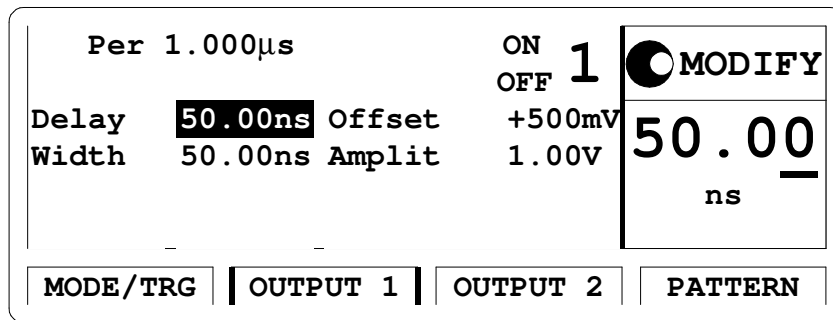 Per 1.000µs
ON
OFF
1
MODIFY
Delay 50.00ns Offset +500mV
Width 50.00ns Amplit 1.00V
50.00
ns
MODE/TRG OUTPUT 1 OUTPUT 2 PATTERN